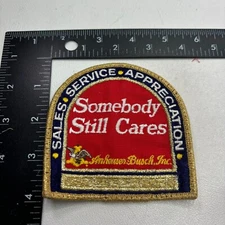 SALES • SERVICE • APPRECIATION •
Somebody
Still Cares
Anheuser Busch, Inc.